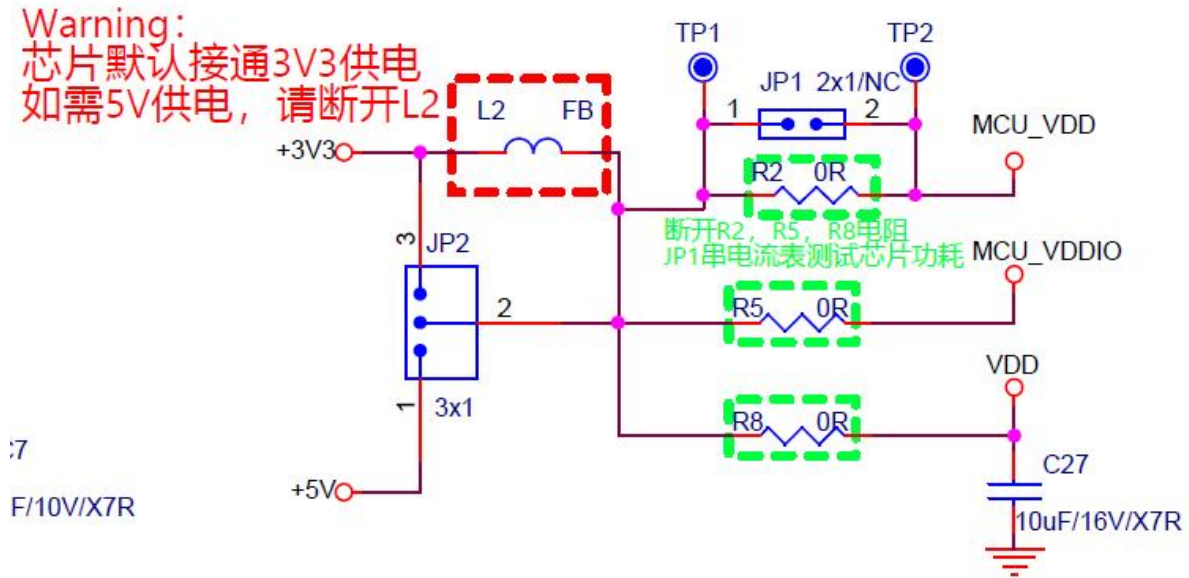 Warning:
芯片默认接通3V3供电
如需5V供电，请断开L2
TP1
TP2
JP1
2x1/NC
1
2
L2
FB
MCU_VDD
+3V3
R2
0R
断开R2，R5，R8电阻
JP1串电流表测试芯片功耗
MCU_VDDIO
3
JP2
2
R5
0R
VDD
1
3x1
R8
0R
C27
+5V
F/10V/X7R
10uF/16V/X7R